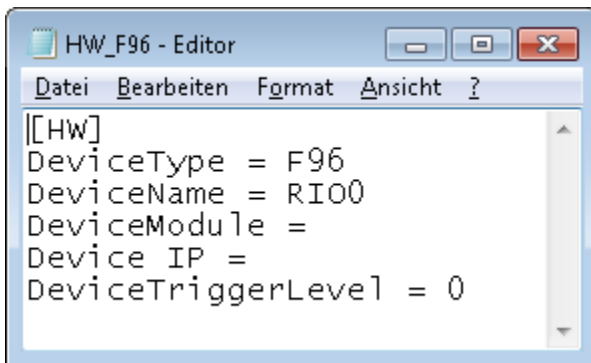 HW_F96 - Editor
Datei Bearbeiten Format Ansicht ?
[HW]
DeviceType = F96
DeviceName = RIO0
DeviceModule =
Device IP =
DeviceTriggerLevel = 0